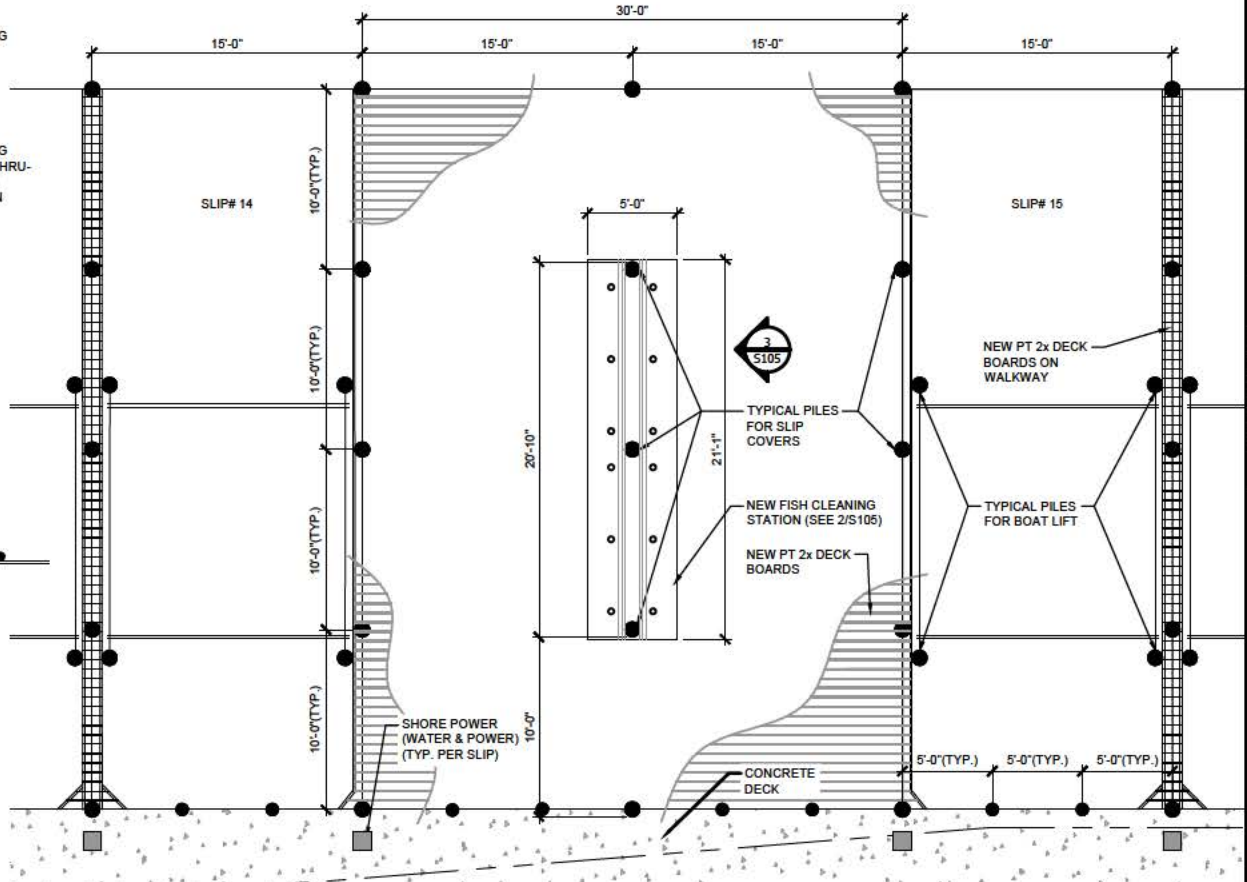 30'-0"
15'-0"
15'-0"
15'-0"
15'-0"
G
G
HRU-
N
SLIP# 14
10'-0"(TYP.)
5'-0"
SLIP# 15
3
S105
NEW PT 2x DECK
BOARDS ON
WALKWAY
10'-0"(TYP.)
TYPICAL PILES
FOR SLIP
COVERS
20'-10"
21'-1"
NEW FISH CLEANING
STATION (SEE 2/S105)
TYPICAL PILES
FOR BOAT LIFT
10'-0"(TYP.)
NEW PT 2x DECK
BOARDS
10'-0"(TYP.)
SHORE POWER
(WATER & POWER)
(TYP. PER SLIP)
10'-0"
5'-0"(TYP.)
5'-0"(TYP.)
5'-0"(TYP.)
CONCRETE
DECK